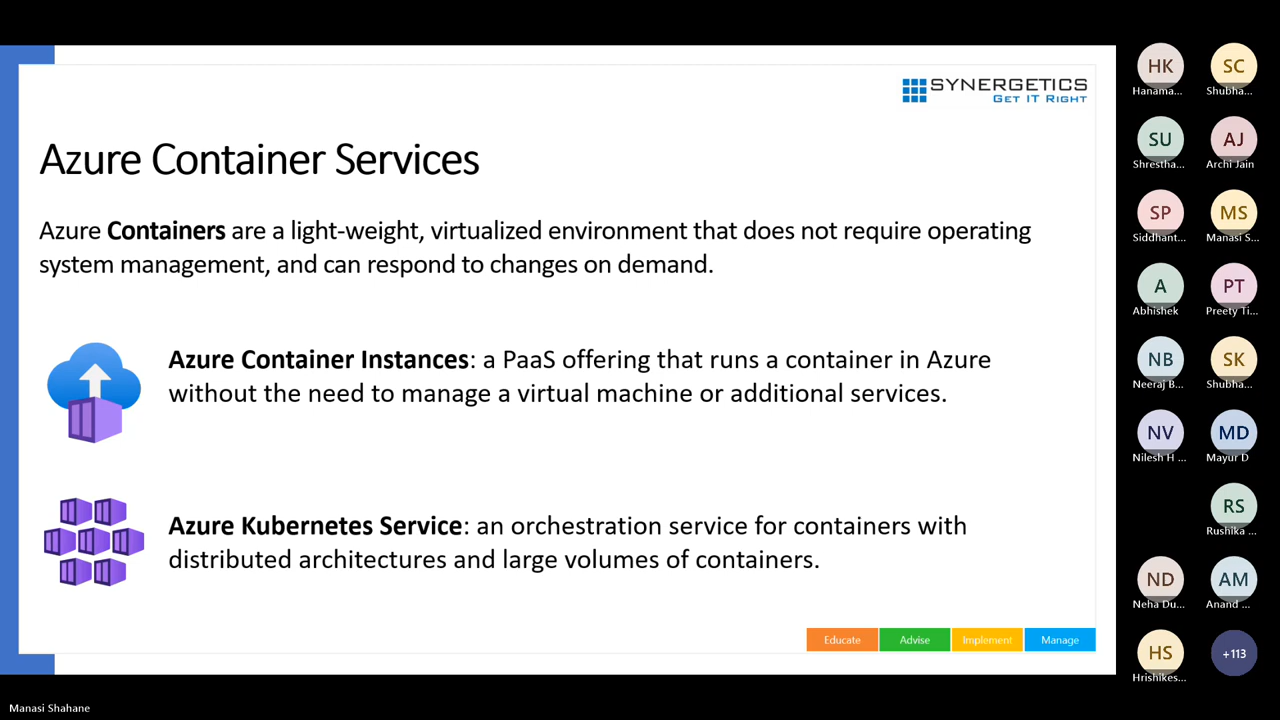 SYNERGETICS
GET IT RIGHT
Azure Container Services
Azure Containers are a light-weight, virtualized environment that does not require operating
system management, and can respond to changes on demand.
Azure Container Instances: a PaaS offering that runs a container in Azure
without the need to manage a virtual machine or additional services.
Azure Kubernetes Service: an orchestration service for containers with
distributed architectures and large volumes of containers.
Educate Advise Implement Manage
HK SC
Hanama... Shubha...
SU AJ
Shrestha... Archi Jain
SP MS
Siddhant... Manasi S...
A PT
Abhishek Preety Ti...
NB SK
Neeraj B... Shubha...
NV MD
Nilesh H ... Mayur D
RS
Rushika ...
ND AM
Neha Du... Anand ...
HS +113
Hrishikes...
Manasi Shahane